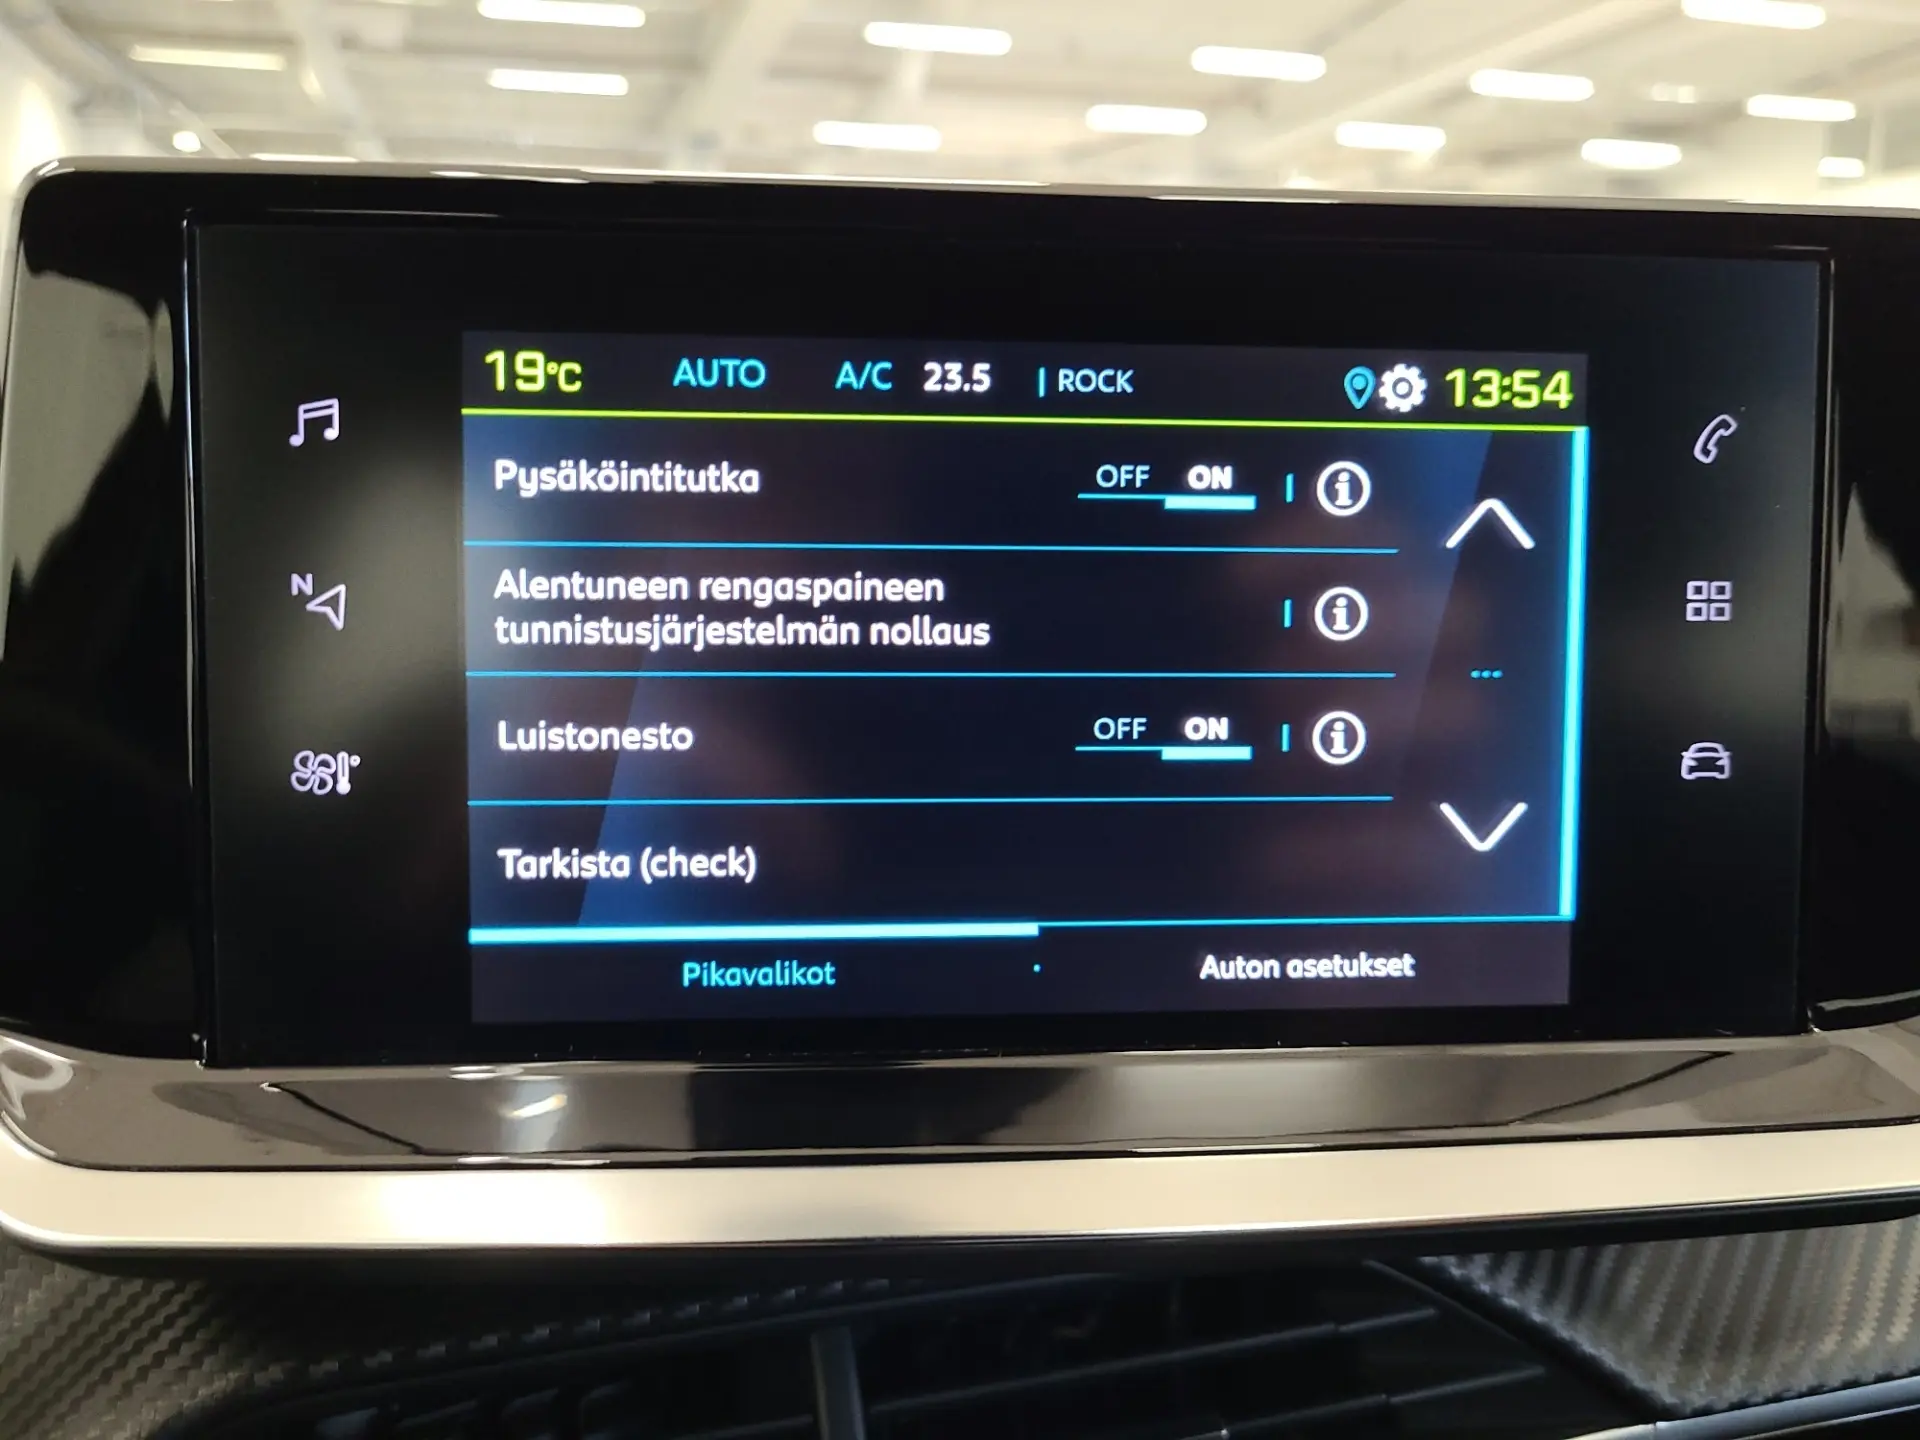 19°C AUTO A/C 23.5 | ROCK 13:54
Pysäköintitutka OFF ON
Alentuneen rengaspaineen
tunnistusjärjestelmän nollaus
N
Luistonesto OFF ON
Tarkista (check)
Pikavalikot Auton asetukset